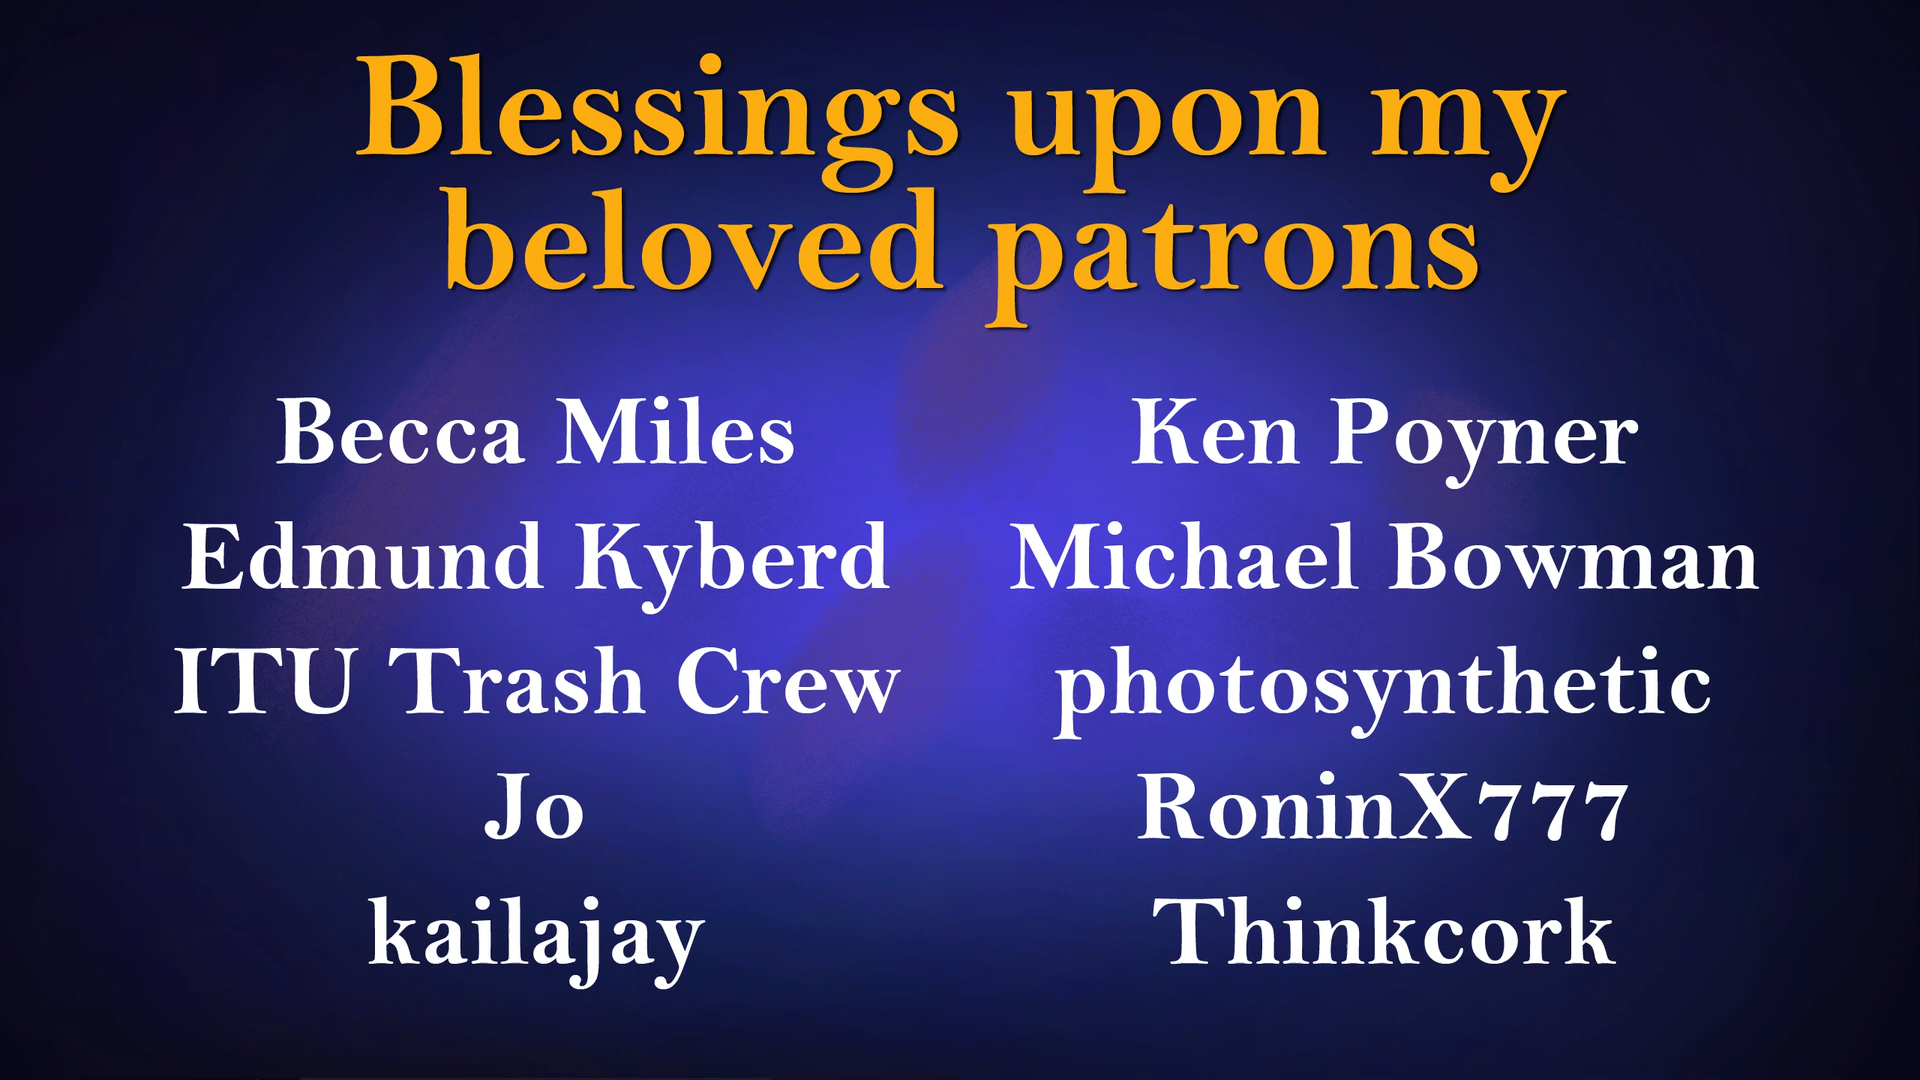 Blessings upon my
beloved patrons
Becca Miles
Edmund Kyberd
ITU Trash Crew
Jo
kailajay
Ken Poyner
Michael Bowman
photosynthetic
RoninX777
Thinkcork